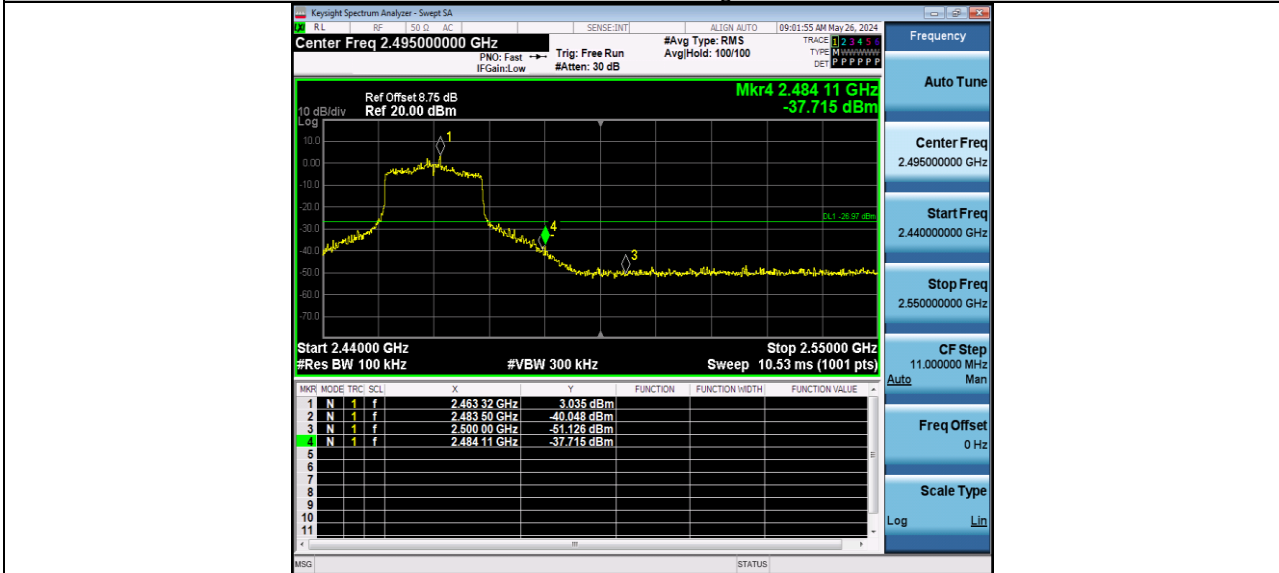 Keysight Spectrum Analyzer - Swept SA
RL RF 50 Ω AC SENSE:INT ALIGN AUTO 09:01:55 AM May 26, 2024
Center Freq 2.495000000 GHz
PNO: Fast
IFGain:Low
Trig: Free Run
#Atten: 30 dB
#Avg Type: RMS
Avg|Hold: 100/100
TRACE 1 2 3 4 5 6
TYPE M W W W W W
DET P P P P P P
Frequency
Ref Offset 8.75 dB
10 dB/div Ref 20.00 dBm
Log
Mkr4 2.484 11 GHz
-37.715 dBm
10.0
0.00
-10.0
-20.0
-30.0
-40.0
-50.0
-60.0
-70.0
1
4
3
DL1 -26.97 dBm
Start 2.44000 GHz Stop 2.55000 GHz
#Res BW 100 kHz #VBW 300 kHz Sweep 10.53 ms (1001 pts)
MKR MODE TRC SCL X Y FUNCTION FUNCTION WIDTH FUNCTION VALUE
1 N 1 f 2.463 32 GHz 3.035 dBm
2 N 1 f 2.483 50 GHz -40.048 dBm
3 N 1 f 2.500 00 GHz -51.126 dBm
4 N 1 f 2.484 11 GHz -37.715 dBm
5
6
7
8
9
10
11
MSG STATUS
Auto Tune
Center Freq
2.495000000 GHz
Start Freq
2.440000000 GHz
Stop Freq
2.550000000 GHz
CF Step
11.000000 MHz
Auto Man
Freq Offset
0 Hz
Scale Type
Log Lin